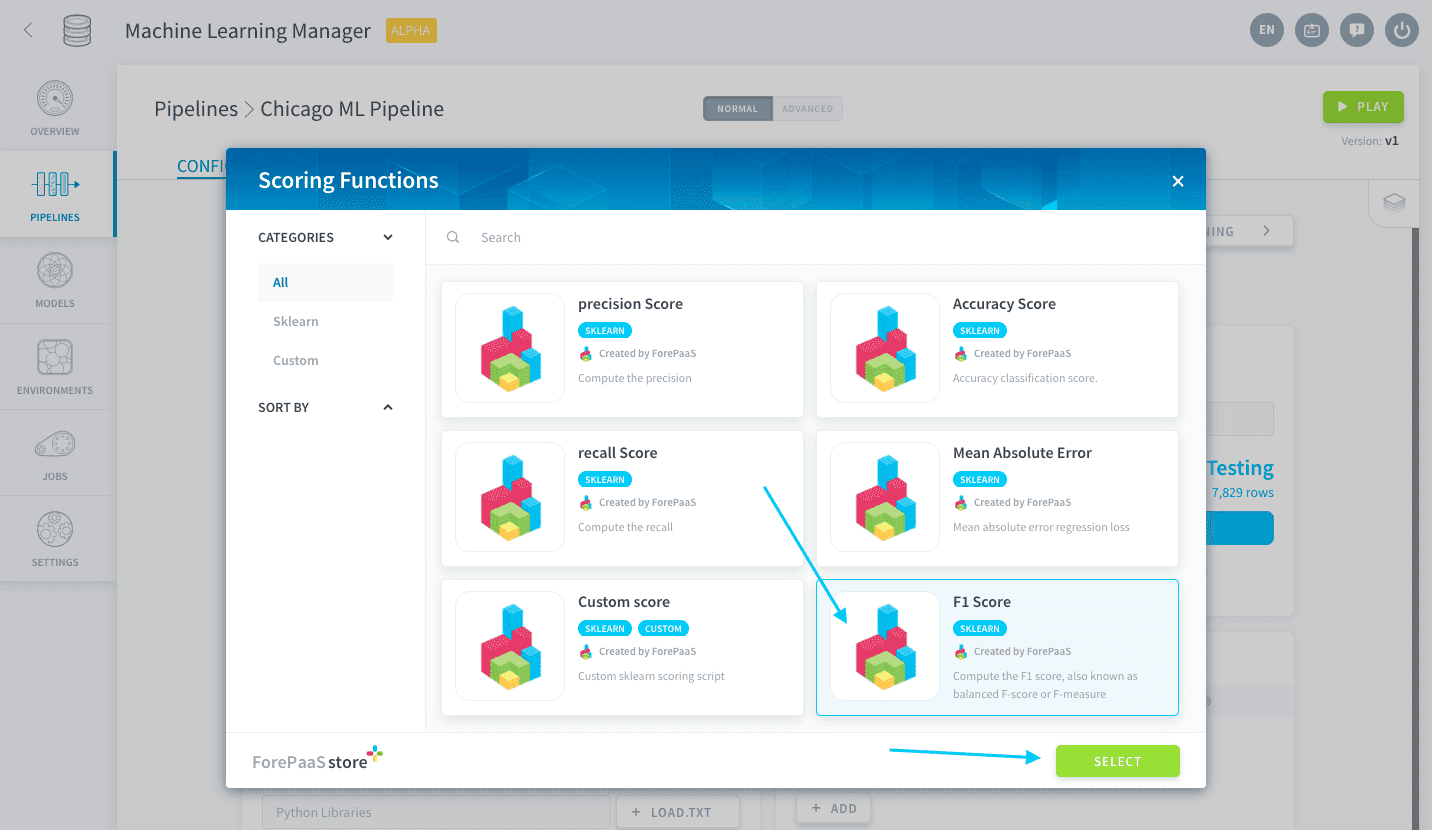 Machine Learning Manager ALPHA
EN
OVERVIEW
PIPELINES
MODELS
ENVIRONMENTS
JOBS
SETTINGS
Pipelines > Chicago ML Pipeline
NORMAL ADVANCED
PLAY
Version: v1
CONFI
NING
Testing
7,829 rows
Scoring Functions
CATEGORIES
All
Sklearn
Custom
SORT BY
Search
precision Score
SKLEARN
Created by ForePaaS
Compute the precision
Accuracy Score
SKLEARN
Created by ForePaaS
Accuracy classification score.
recall Score
SKLEARN
Created by ForePaaS
Compute the recall
Mean Absolute Error
SKLEARN
Created by ForePaaS
Mean absolute error regression loss
Custom score
SKLEARN CUSTOM
Created by ForePaaS
Custom sklearn scoring script
F1 Score
SKLEARN
Created by ForePaaS
Compute the F1 score, also known as
balanced F-score or F-measure
ForePaaS store
SELECT
Python Libraries
+ LOAD.TXT
+ ADD